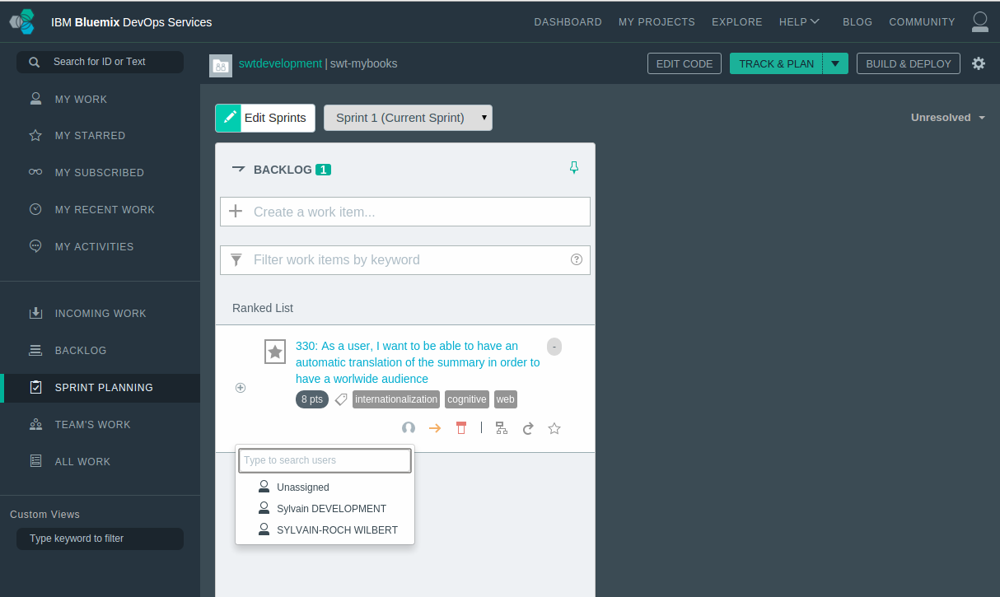 IBM Bluemix DevOps Services
DASHBOARD MY PROJECTS EXPLORE HELP BLOG COMMUNITY
Search for ID or Text
swtdevelopment | swt-mybooks
EDIT CODE TRACK & PLAN BUILD & DEPLOY
MY WORK
MY STARRED
MY SUBSCRIBED
MY RECENT WORK
MY ACTIVITIES
INCOMING WORK
BACKLOG
SPRINT PLANNING
TEAM'S WORK
ALL WORK
Custom Views
Type keyword to filter
Edit Sprints Sprint 1 (Current Sprint) Unresolved
BACKLOG 1
Create a work item...
Filter work items by keyword ?
Ranked List
330: As a user, I want to be able to have an -
automatic translation of the summary in order to
have a worlwide audience
8 pts internationalization cognitive web
Type to search users
Unassigned
Sylvain DEVELOPMENT
SYLVAIN-ROCH WILBERT